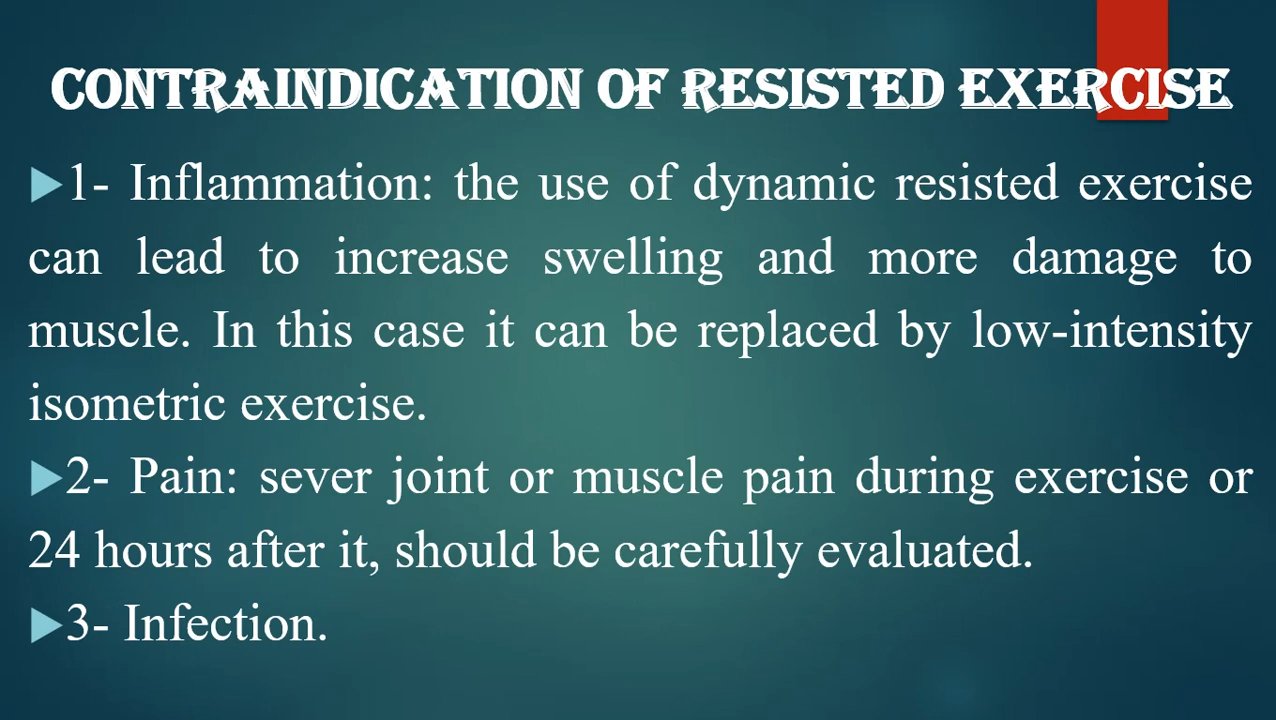 CONTRAINDICATION OF RESISTED EXERCISE
1- Inflammation: the use of dynamic resisted exercise
can lead to increase swelling and more damage to
muscle. In this case it can be replaced by low-intensity
isometric exercise.
2- Pain: sever joint or muscle pain during exercise or
24 hours after it, should be carefully evaluated.
3- Infection.